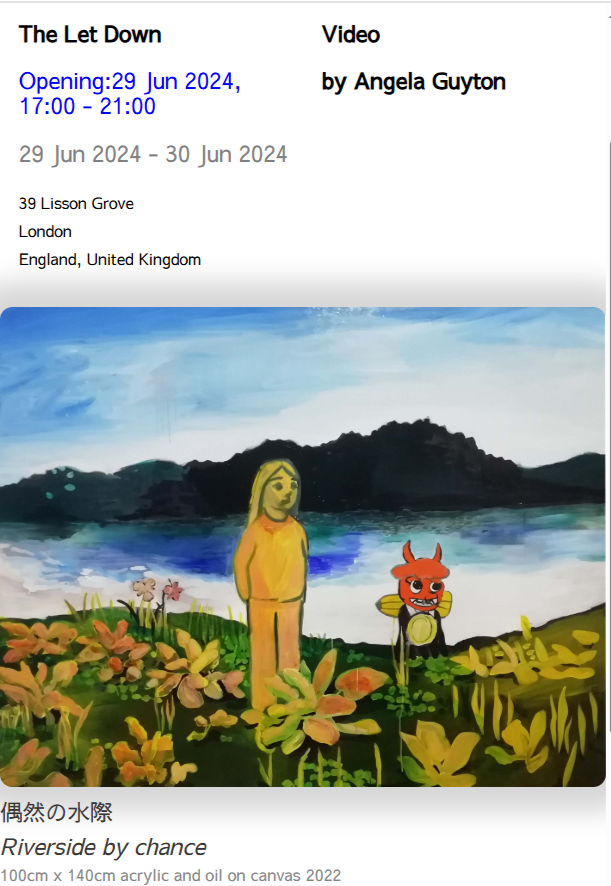 The Let Down
Opening:29 Jun 2024,
17:00 - 21:00
29 Jun 2024 - 30 Jun 2024
39 Lisson Grove
London
England, United Kingdom
Video
by Angela Guyton
偶然の水際
Riverside by chance
100cm x 140cm acrylic and oil on canvas 2022